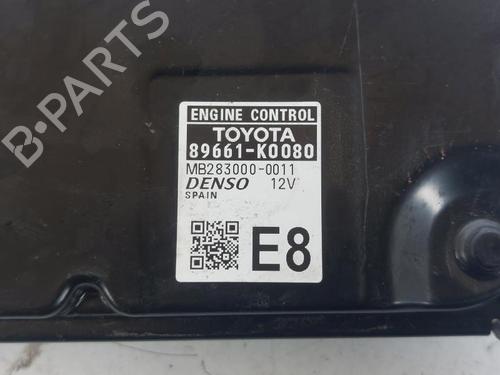 B-PARTS
ENGINE CONTROL
TOYOTA
89661-K0080
MB283000-0011
DENSO 12V
SPAIN
E8